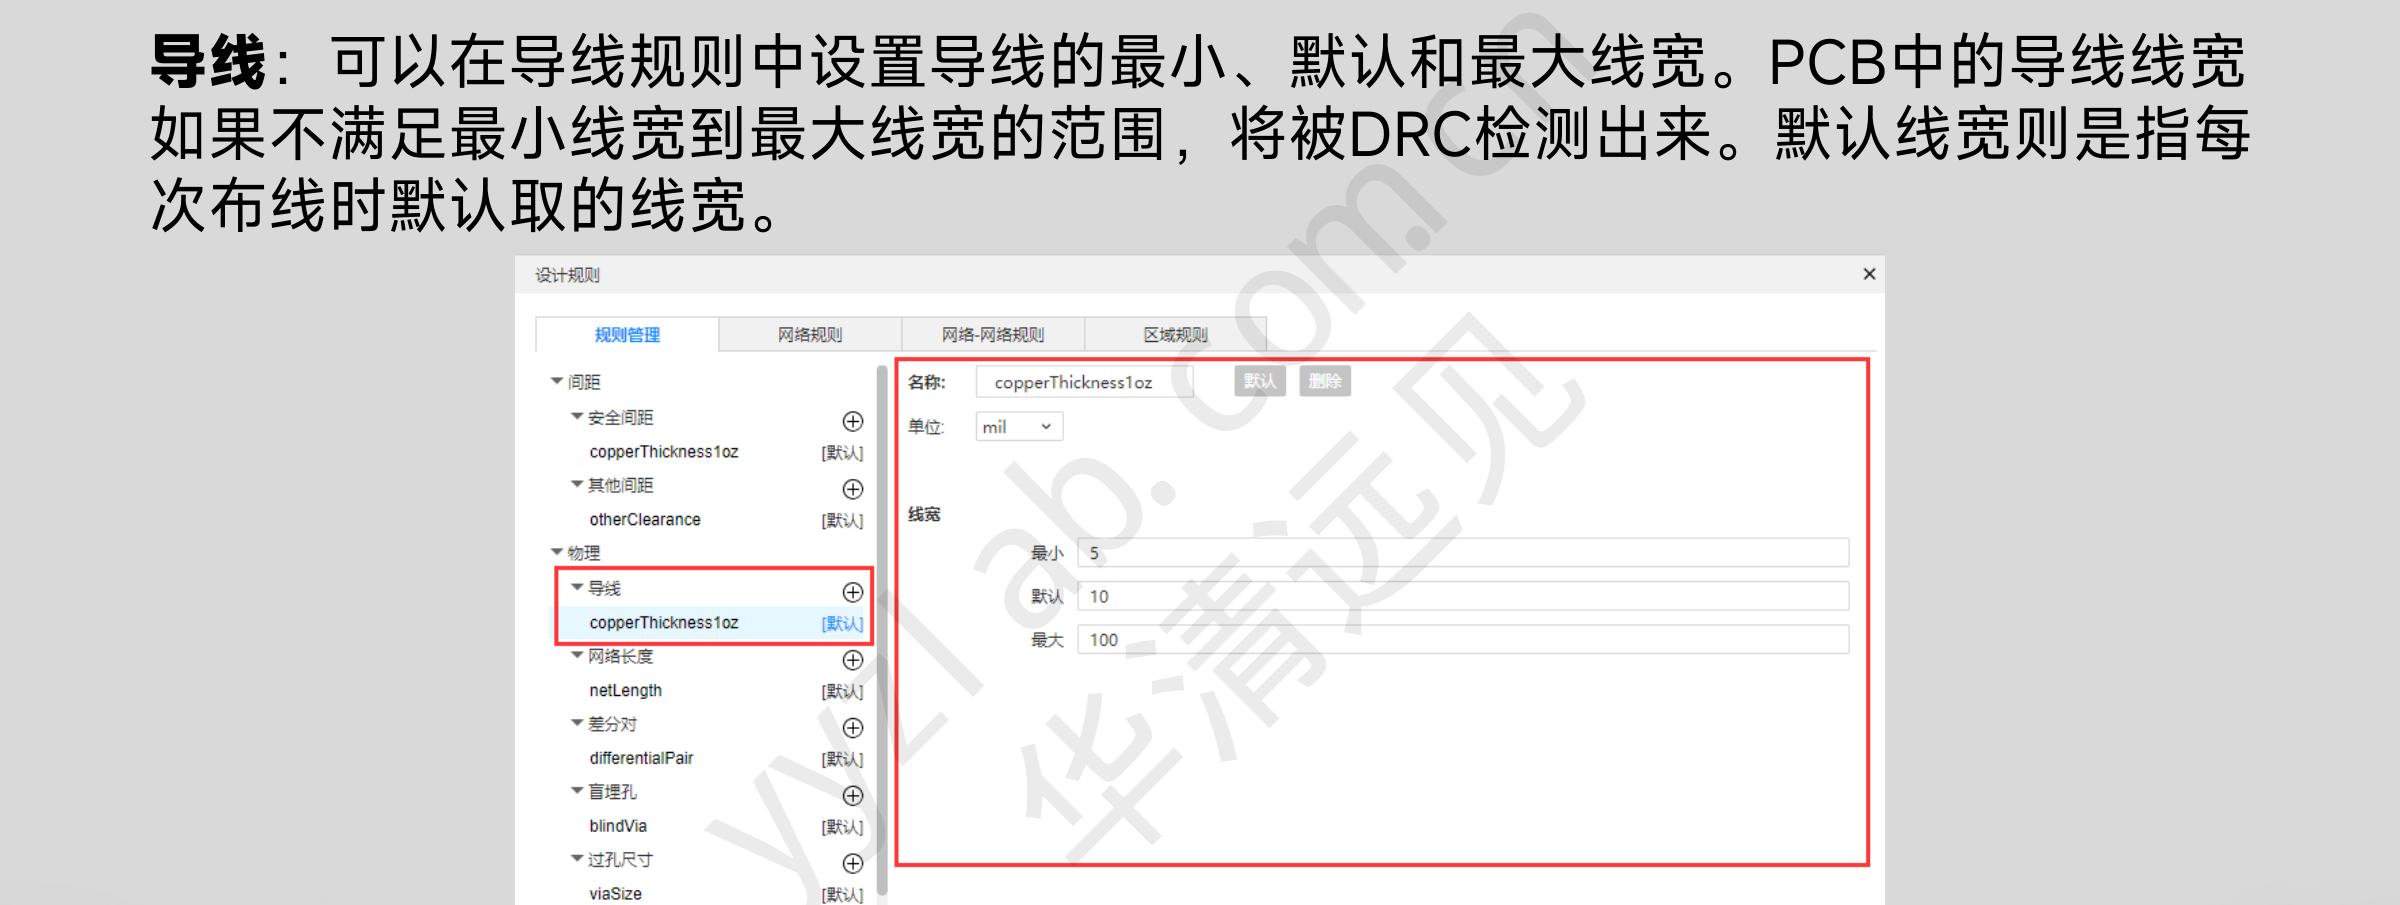 导线：可以在导线规则中设置导线的最小、默认和最大线宽。PCB中的导线线宽
如果不满足最小线宽到最大线宽的范围，将被DRC检测出来。默认线宽则是指每
次布线时默认取的线宽。
设计规则 ×
规则管理 网络规则 网络-网络规则 区域规则
间距
安全间距
copperThickness1oz [默认]
其他间距
otherClearance [默认]
物理
导线
copperThickness1oz [默认]
网络长度
netLength [默认]
差分对
differentialPair [默认]
盲埋孔
blindVia [默认]
过孔尺寸
viaSize [默认]
名称: copperThickness1oz 默认 删除
单位: mil
线宽
最小 5
默认 10
最大 100
yyzlab.com.cn
华清远见